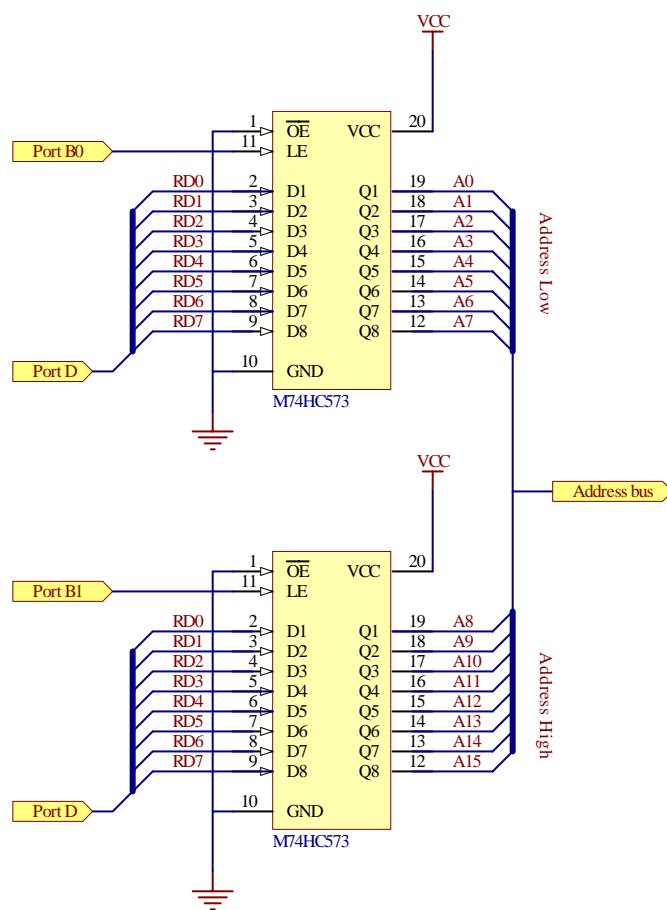 VCC
1 OE VCC 20
Port B0 11 LE
RD0 2 D1 Q1 19 A0
RD1 3 D2 Q2 18 A1
RD2 4 D3 Q3 17 A2
RD3 5 D4 Q4 16 A3
RD4 6 D5 Q5 15 A4
RD5 7 D6 Q6 14 A5
RD6 8 D7 Q7 13 A6
RD7 9 D8 Q8 12 A7
Address Low
Port D 10 GND
M74HC573
VCC
Address bus
1 OE VCC 20
Port B1 11 LE
RD0 2 D1 Q1 19 A8
RD1 3 D2 Q2 18 A9
RD2 4 D3 Q3 17 A10
RD3 5 D4 Q4 16 A11
RD4 6 D5 Q5 15 A12
RD5 7 D6 Q6 14 A13
RD6 8 D7 Q7 13 A14
RD7 9 D8 Q8 12 A15
Address High
Port D 10 GND
M74HC573